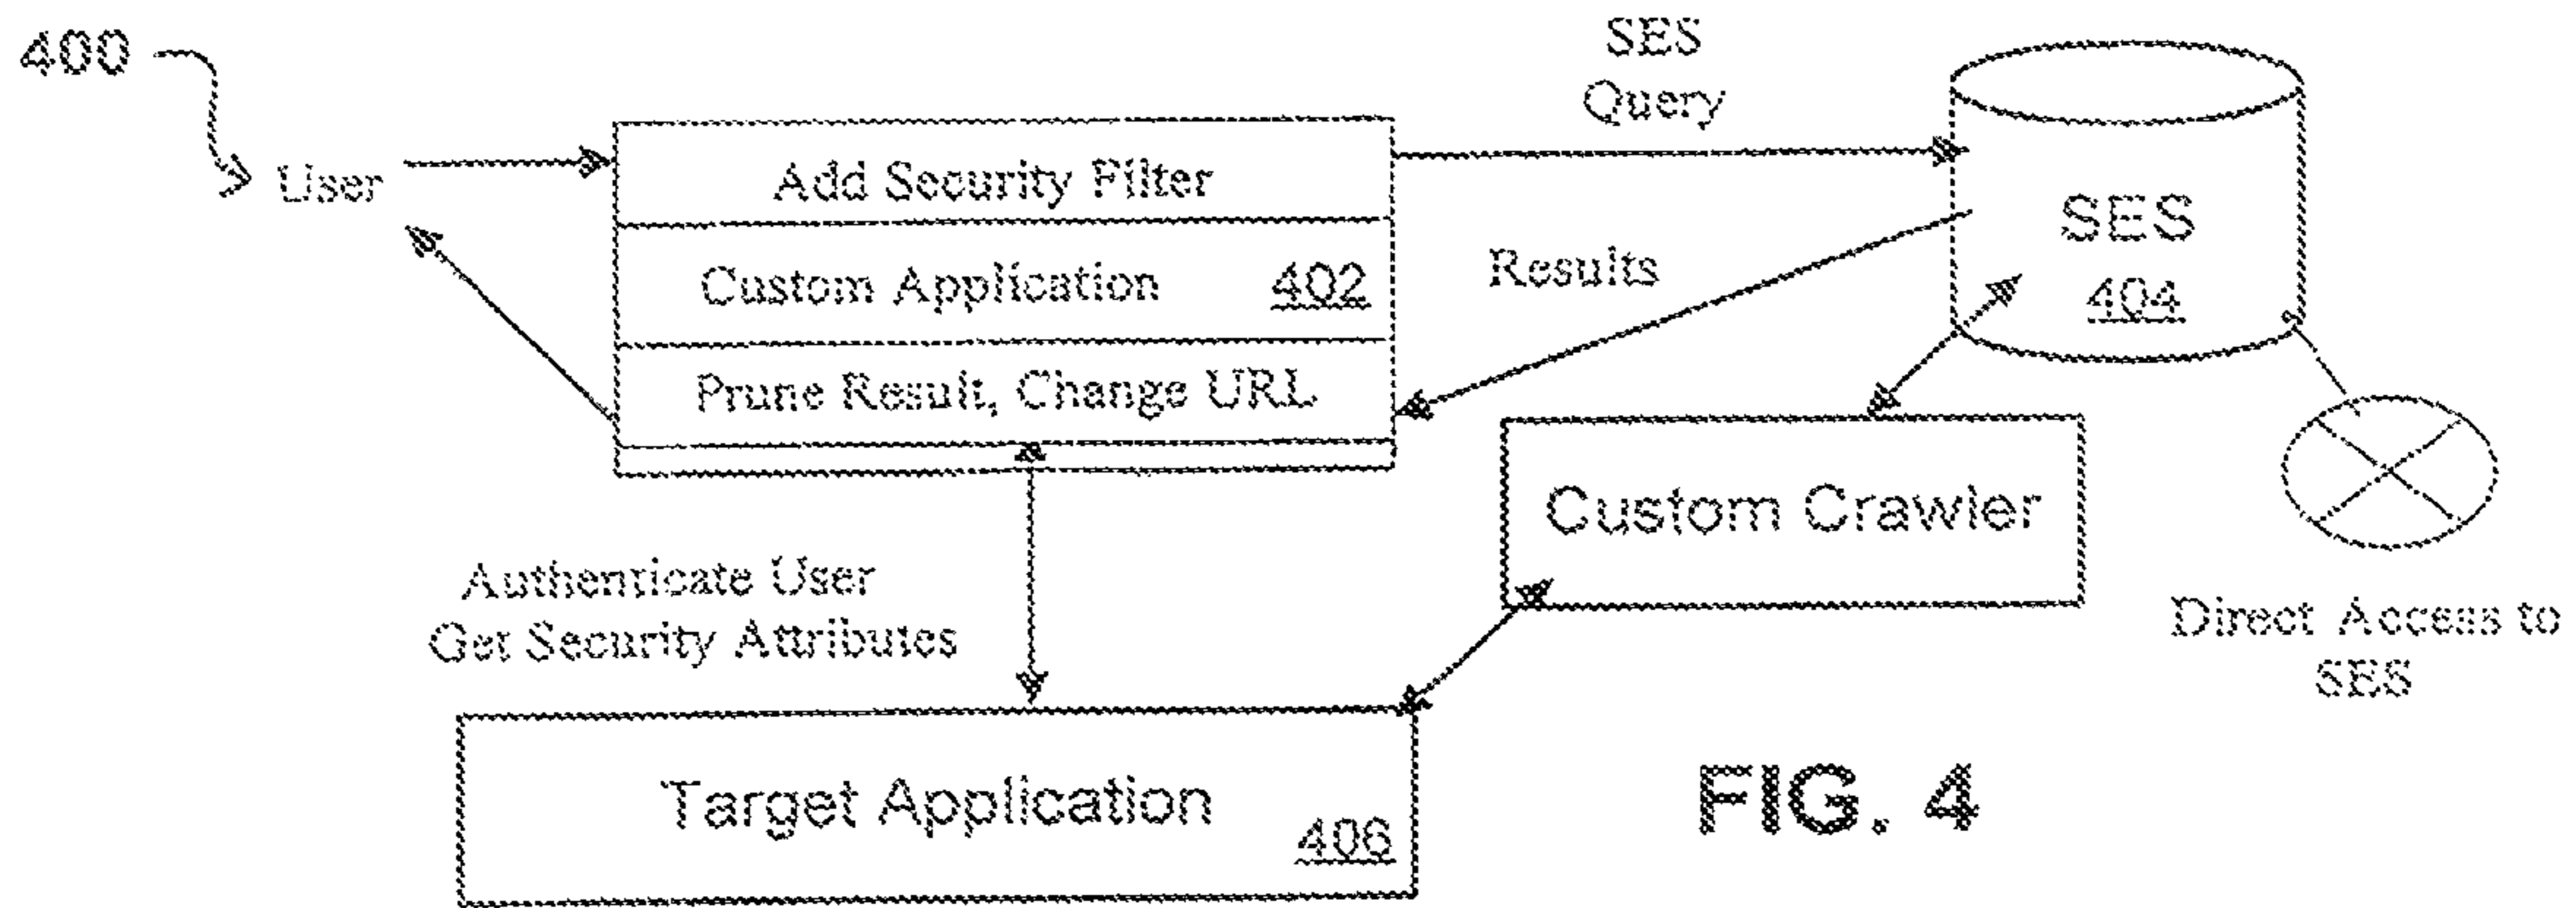 400
User
Add Security Filter
Custom Application 402
Prune Result, Change URL
SES
Query
Results
SES
404
Custom Crawler
Direct Access to
SES
Authenticate User
Get Security Attributes
Target Application
406
FIG. 4